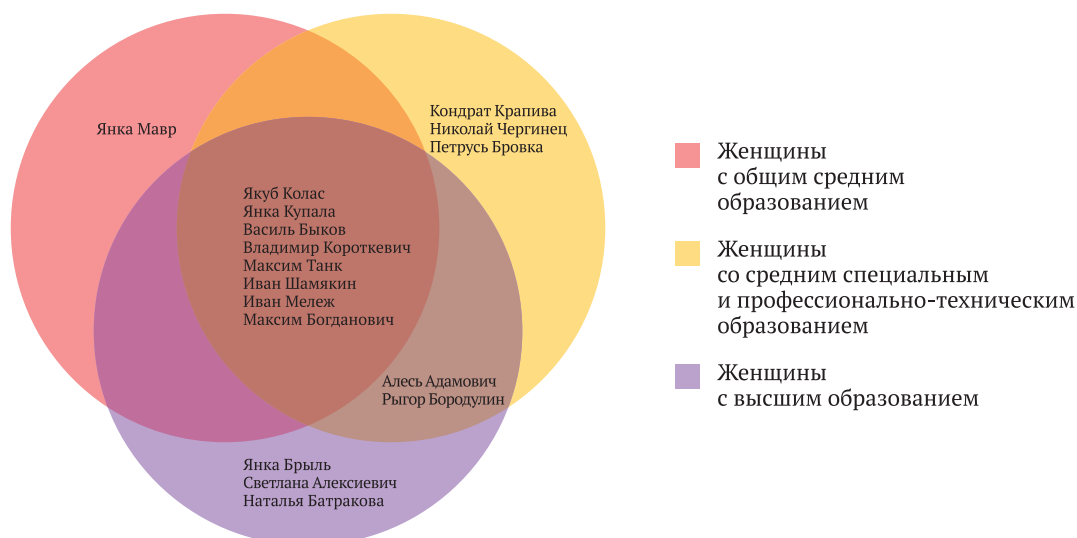 Янка Мавр
Кондрат Крапива
Николай Чергинец
Петрусь Бровка
Якуб Колас
Янка Купала
Василь Быков
Владимир Короткевич
Максим Танк
Иван Шамякин
Иван Мележ
Максим Богданович
Алесь Адамович
Рыгор Бородулин
Янка Брыль
Светлана Алексиевич
Наталья Батракова
Женщины
с общим средним
образованием
Женщины
со средним специальным
и профессионально-техническим
образованием
Женщины
с высшим образованием